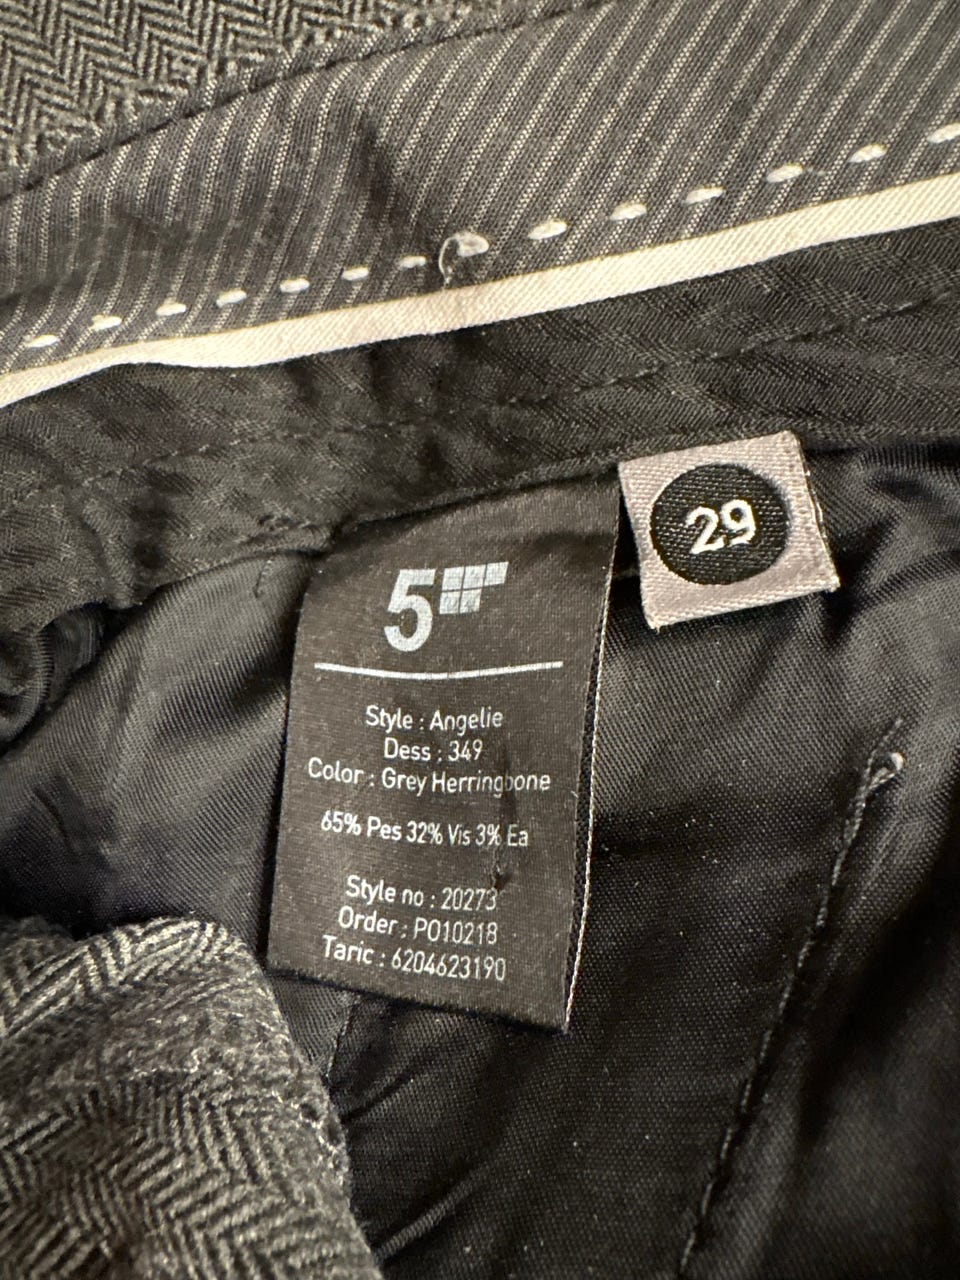 5
29
Style : Angelie
Dess : 349
Color : Grey Herringbone
65% Pes 32% Vis 3% Ea
Style no : 20273
Order : PO10218
Taric : 6204623190